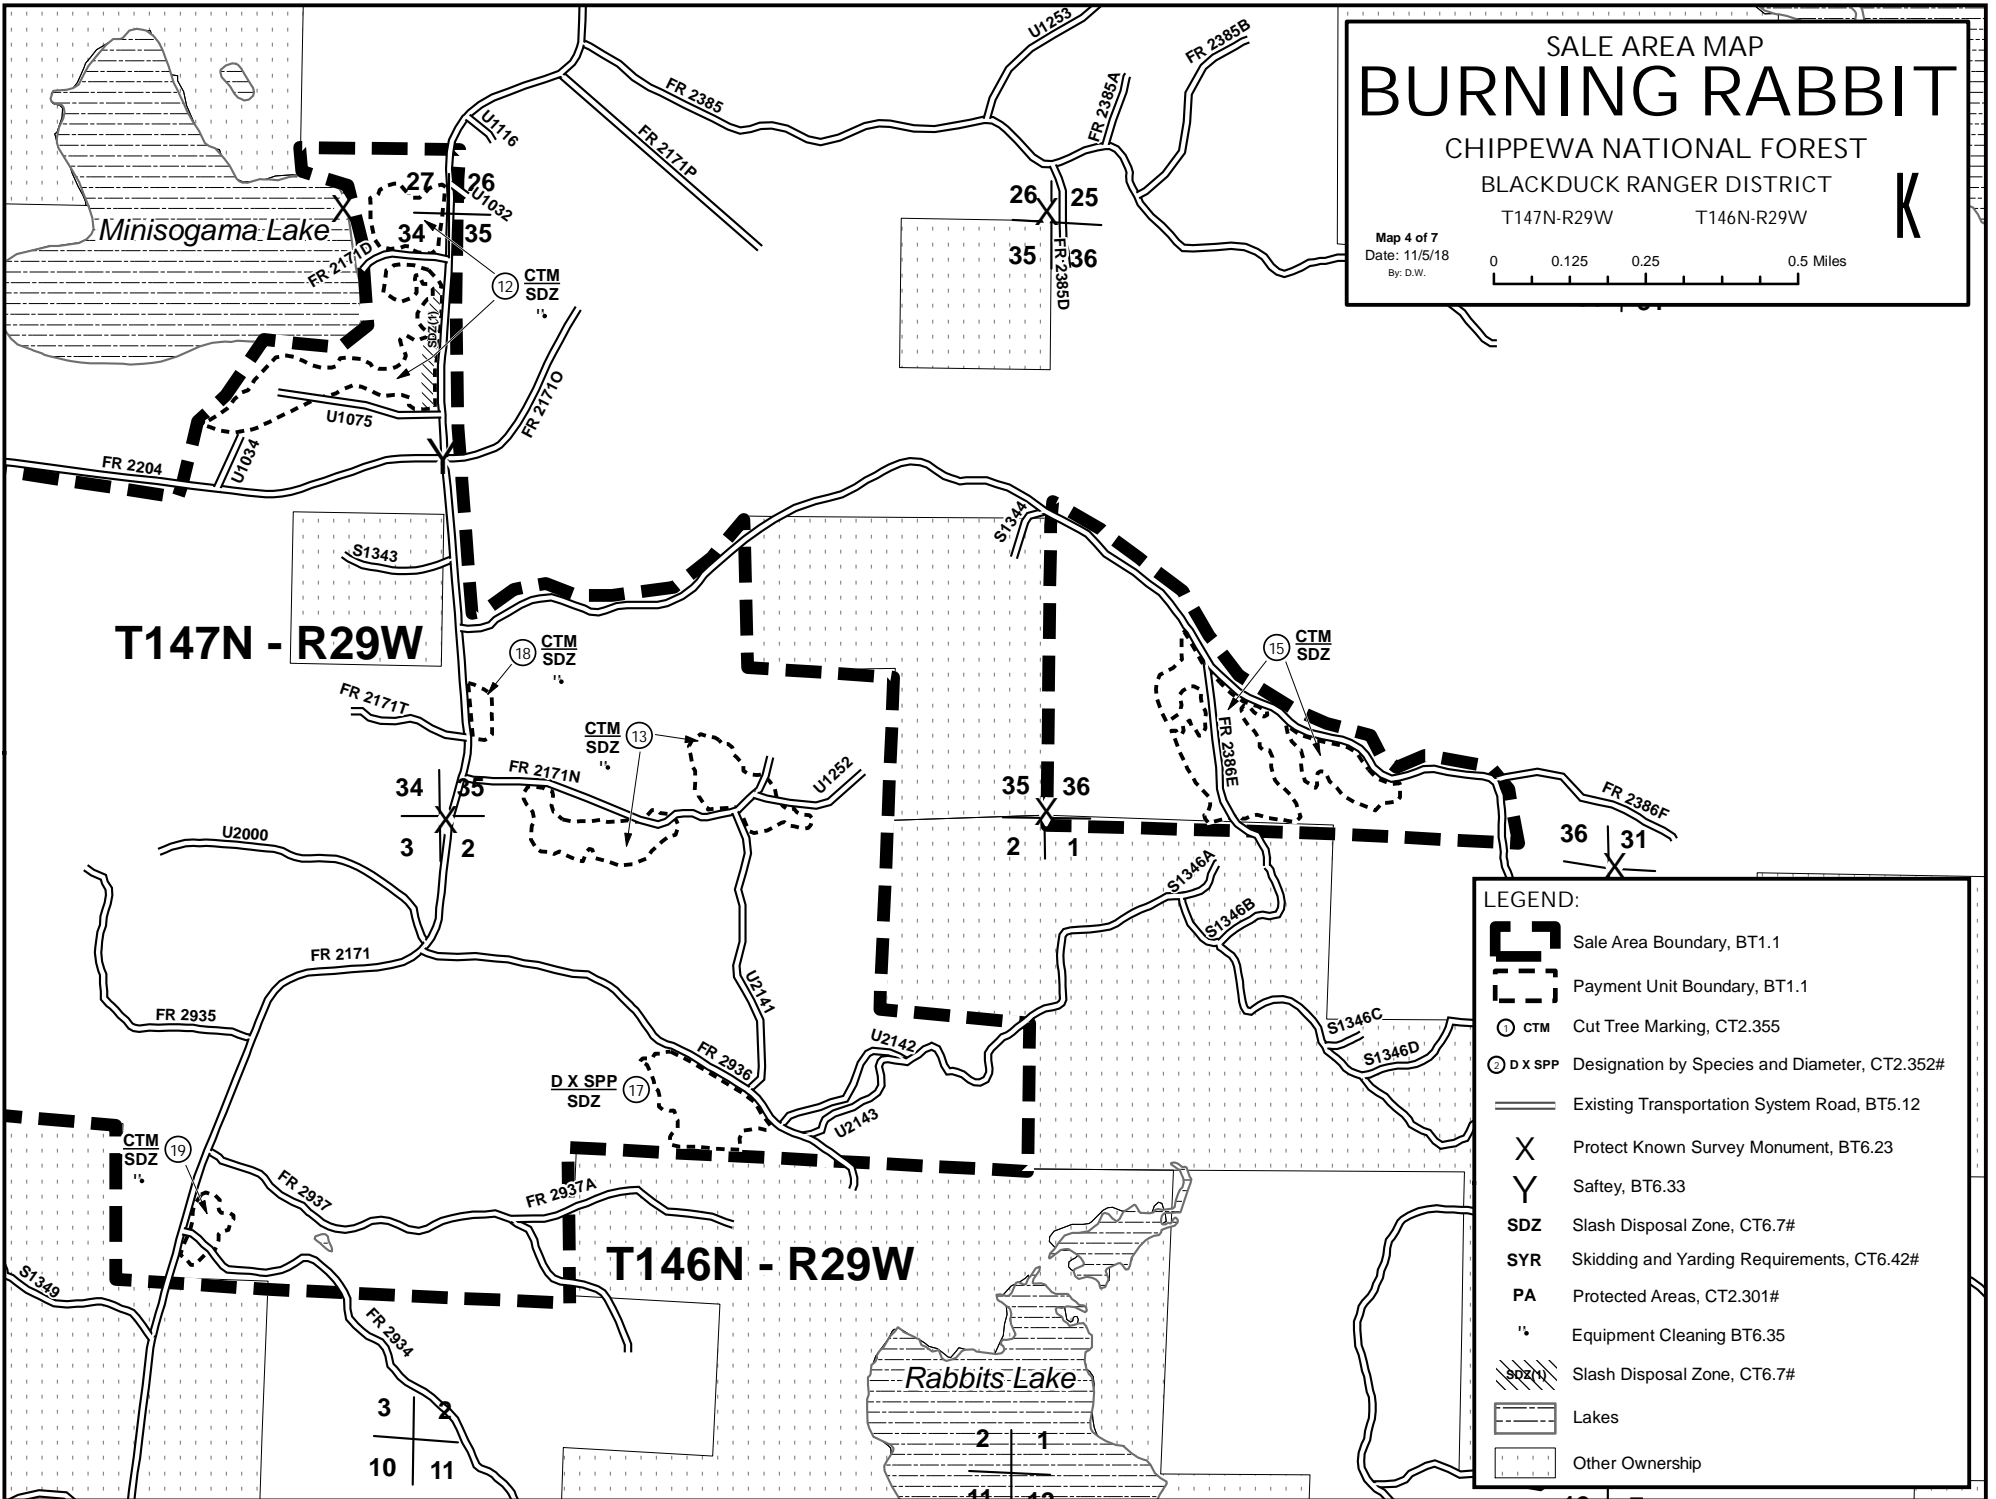 SALE AREA MAP
BURNING RABBIT
CHIPPEWA NATIONAL FOREST
BLACKDUCK RANGER DISTRICT
T147N-R29W T146N-R29W
Map 4 of 7
Date: 11/5/18
By: D.W.
0 0.125 0.25 0.5 Miles
U1253
FR 2385B
FR 2385
FR 2385A
U1116
FR 2171P
27 26
U1032
26 25
Minisogama Lake
X
34 35
X
35 36
FR 2385D
FR 2171D
12 CTM
SDZ
SDZ(1)
FR 2171O
U1075
U1034
FR 2204
Y
S1344
S1343
T147N - R29W
18 CTM
SDZ
15 CTM
SDZ
FR 2171T
CTM 13
SDZ
FR 2386E
FR 2171N
U1252
34 35
X
3 2
35 36
X
2 1
FR 2386F
36 31
X
U2000
S1346A
S1346B
FR 2171
U2141
FR 2935
S1346C
U2142
S1346D
FR 2936
D X SPP 17
SDZ
U2143
CTM 19
SDZ
FR 2937
FR 2937A
T146N - R29W
S1349
FR 2934
Rabbits Lake
3 2
10 11
2 1
11 12
LEGEND:
Sale Area Boundary, BT1.1
Payment Unit Boundary, BT1.1
1 CTM Cut Tree Marking, CT2.355
2 D X SPP Designation by Species and Diameter, CT2.352#
Existing Transportation System Road, BT5.12
X Protect Known Survey Monument, BT6.23
Y Saftey, BT6.33
SDZ Slash Disposal Zone, CT6.7#
SYR Skidding and Yarding Requirements, CT6.42#
PA Protected Areas, CT2.301#
Equipment Cleaning BT6.35
SDZ(1) Slash Disposal Zone, CT6.7#
Lakes
Other Ownership